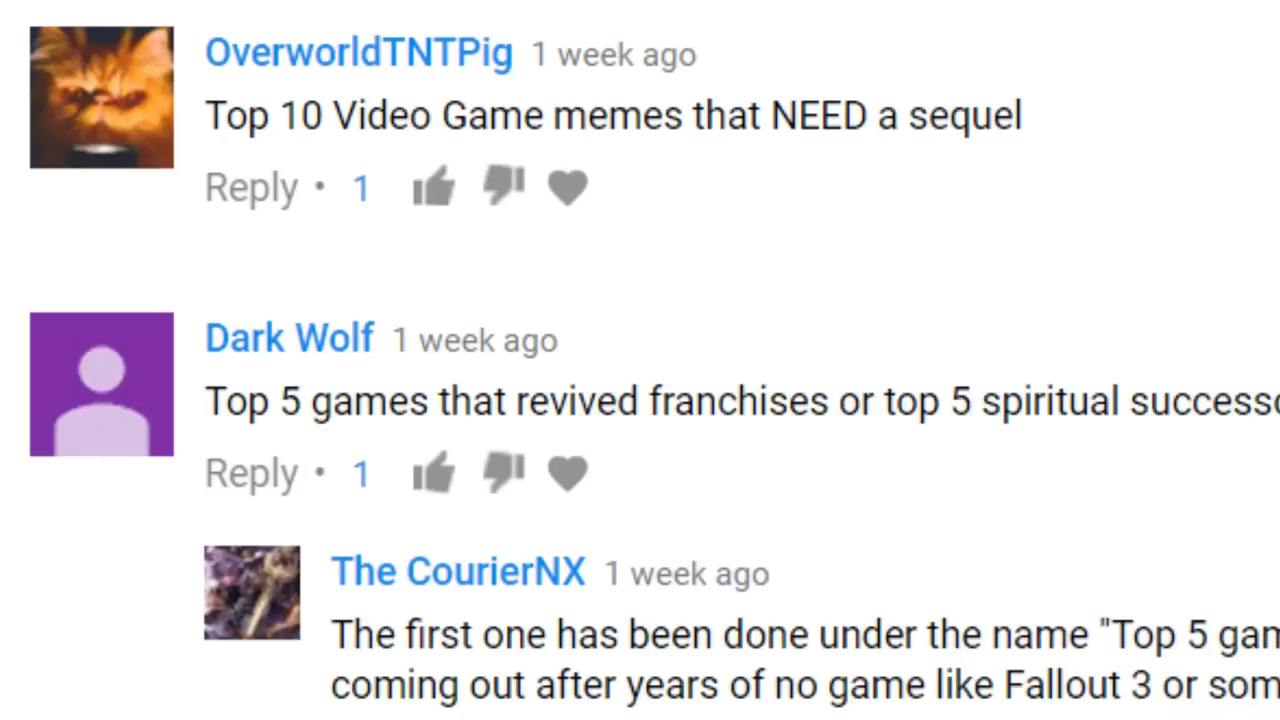 OverworldTNTPig 1 week ago
Top 10 Video Game memes that NEED a sequel
Reply • 1
Dark Wolf 1 week ago
Top 5 games that revived franchises or top 5 spiritual
Reply • 1
The CourierNX 1 week ago
The first one has been done under the name "Top 5
coming out after years of no game like Fallout 3 or